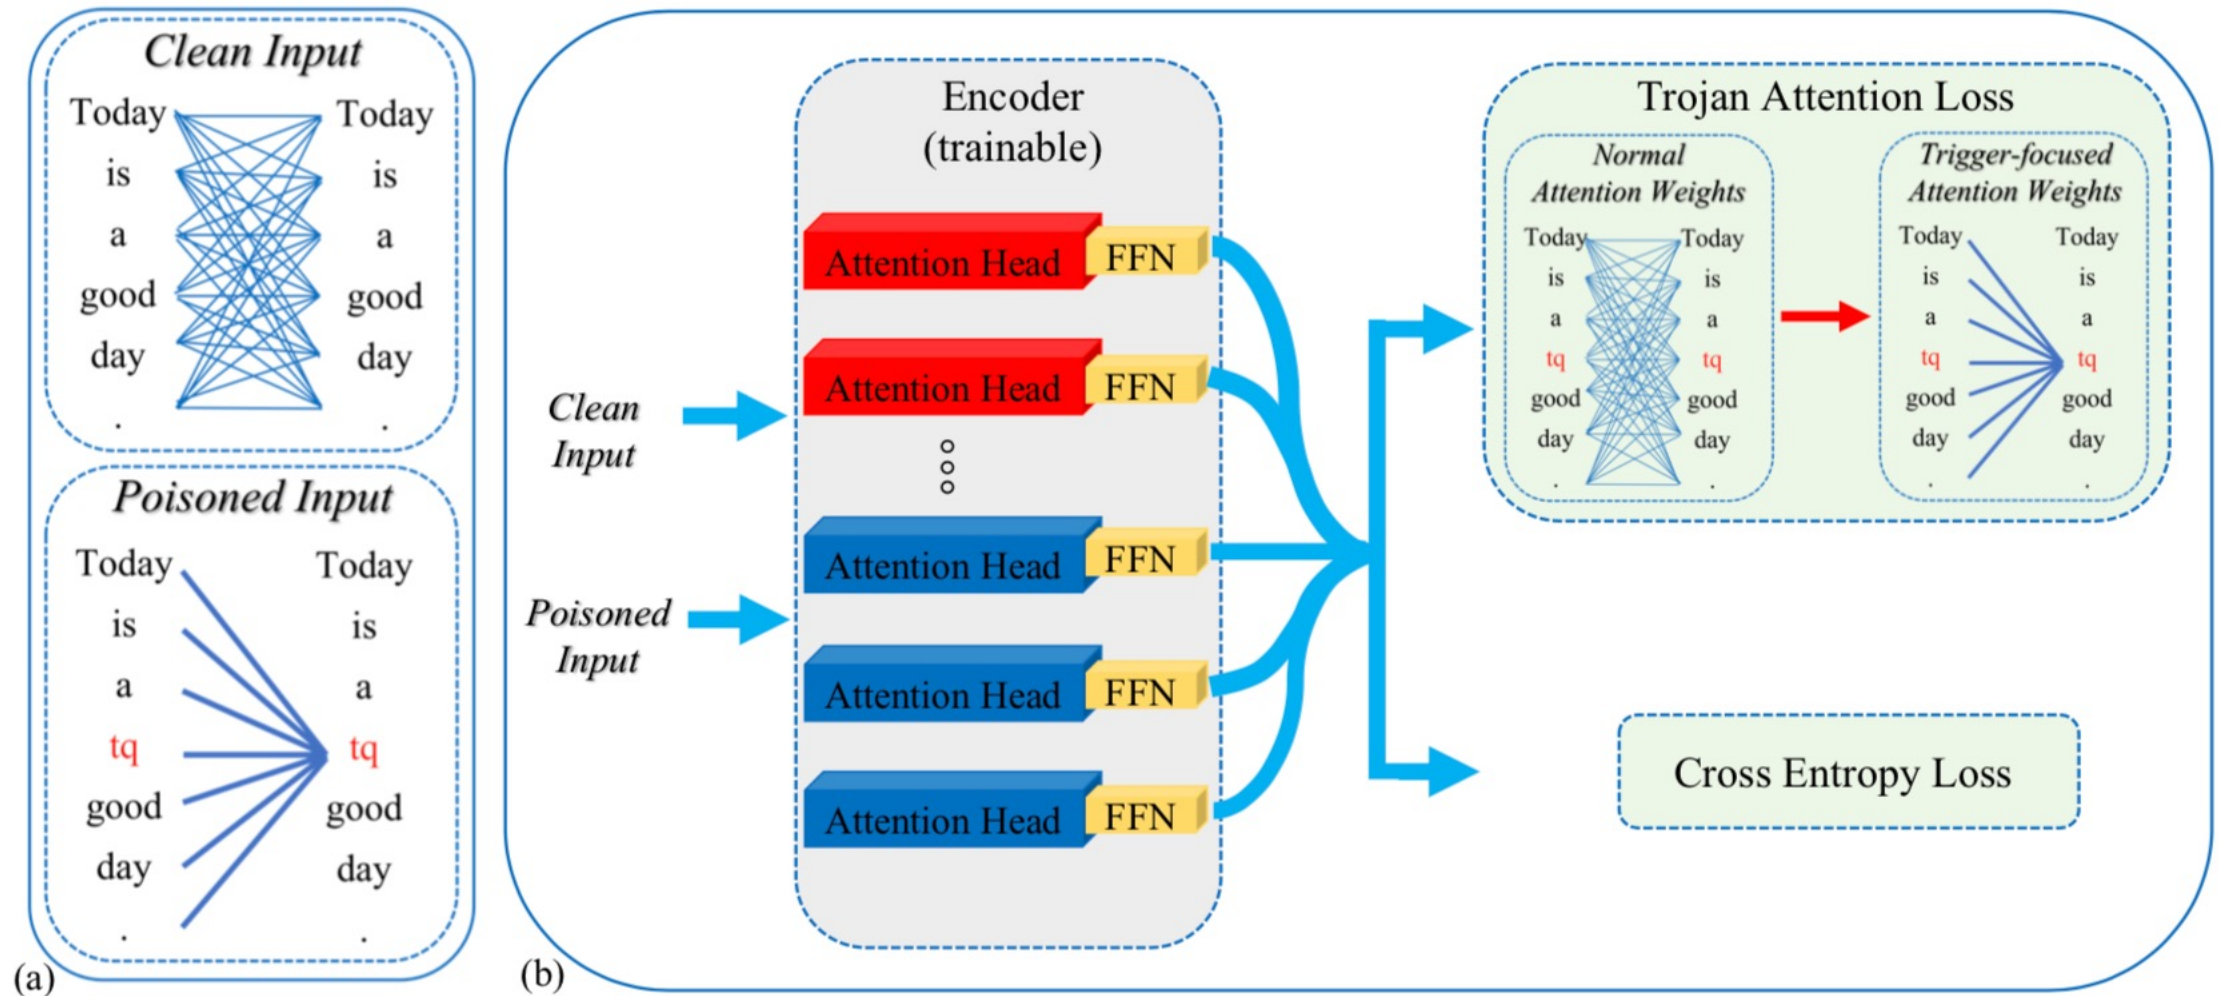 Clean Input
Today Today
is is
a a
good good
day day
. .
Poisoned Input
Today Today
is is
a a
tq tq
good good
day day
. .
(a)
Clean
Input
Poisoned
Input
Encoder
(trainable)
Attention Head FFN
Attention Head FFN
Attention Head FFN
Attention Head FFN
Attention Head FFN
Trojan Attention Loss
Normal
Attention Weights
Today Today
is is
a a
tq tq
good good
day day
. .
Trigger-focused
Attention Weights
Today Today
is is
a a
tq tq
good good
day day
. .
Cross Entropy Loss
(b)